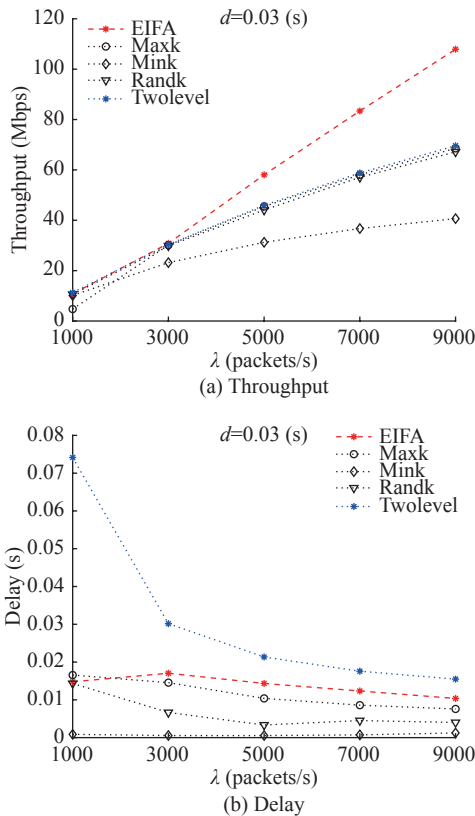 d=0.03 (s)
EIFA
Maxk
Mink
Randk
Twolevel
Throughput (Mbps)
120
100
80
60
40
20
0
1000 3000 5000 7000 9000
λ (packets/s)
(a) Throughput
d=0.03 (s)
EIFA
Maxk
Mink
Randk
Twolevel
Delay (s)
0.08
0.07
0.06
0.05
0.04
0.03
0.02
0.01
0
1000 3000 5000 7000 9000
λ (packets/s)
(b) Delay